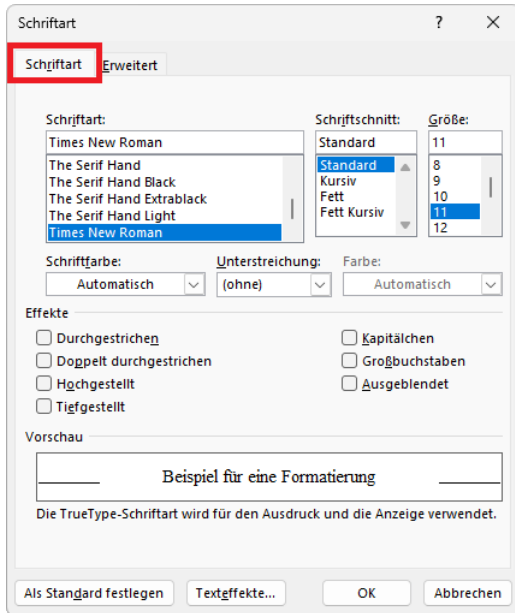 Schriftart ? ×
Schriftart Erweitert
Schriftart: Schriftschnitt: Größe:
Times New Roman Standard 11
The Serif Hand Standard 8
The Serif Hand Black Kursiv 9
The Serif Hand Extrablack Fett 10
The Serif Hand Light Fett Kursiv 11
Times New Roman 12
Schriftfarbe: Unterstreichung: Farbe:
Automatisch (ohne) Automatisch
Effekte
Durchgestrichen Kapitälchen
Doppelt durchgestrichen Großbuchstaben
Hochgestellt Ausgeblendet
Tiefgestellt
Vorschau
Beispiel für eine Formatierung
Die TrueType-Schriftart wird für den Ausdruck und die Anzeige verwendet.
Als Standard festlegen Texteffekte... OK Abbrechen